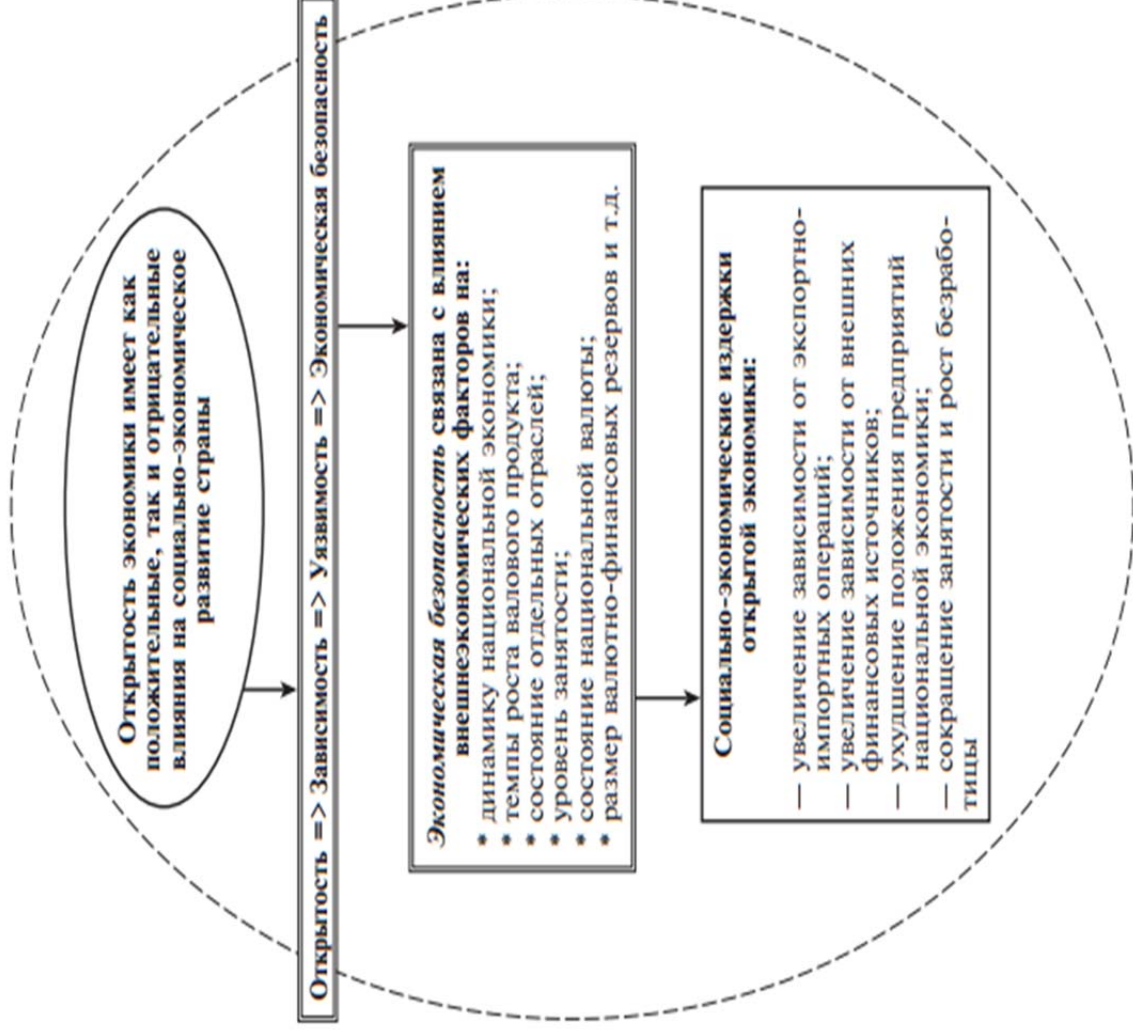 Открытость экономики имеет как
положительные, так и отрицательные
влияния на социально-экономическое
развитие страны
Открытость => Зависимость => Уязвимость => Экономическая безопасность
Экономическая безопасность связана с влиянием
внешнеэкономических факторов на:
* динамику национальной экономики;
* темпы роста валового продукта;
* состояние отдельных отраслей;
* уровень занятости;
* состояние национальной валюты;
* размер валютно-финансовых резервов и т.д.
Социально-экономические издержки
открытой экономики:
— увеличение зависимости от экспортно-
импортных операций;
— увеличение зависимости от внешних
финансовых источников;
— ухудшение положения предприятий
национальной экономики;
— сокращение занятости и рост безрабо-
тицы